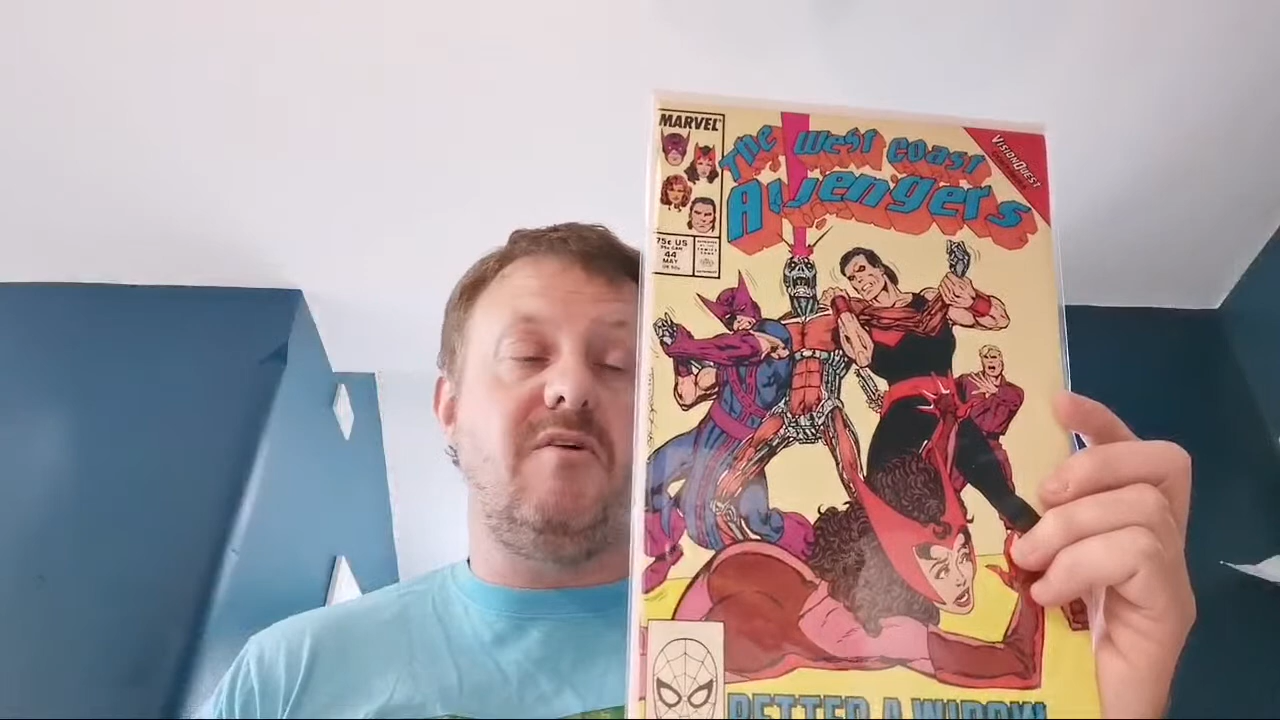 MARVEL
The West Coast
Avengers
VISIONQUEST
75¢ US
44
MAY
BETTER A WIDOW